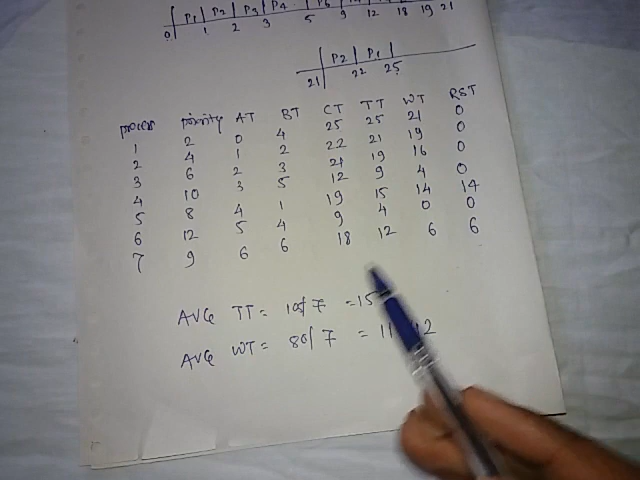 P1 P2 P3 P4
0 1 2 3 5 9 12 18 19 21
P2 P1
21 22 25
process priority AT BT CT TT WT RST
1 2 0 4 25 25 21 0
2 4 1 2 22 21 19 0
3 6 2 3 21 19 16 0
4 10 3 5 12 9 4 0
5 8 4 1 19 15 14 14
6 12 5 4 9 4 0 0
7 9 6 6 18 12 6 6
AVG TT = /7 = 15
AVG WT = 80/7 = 11 42